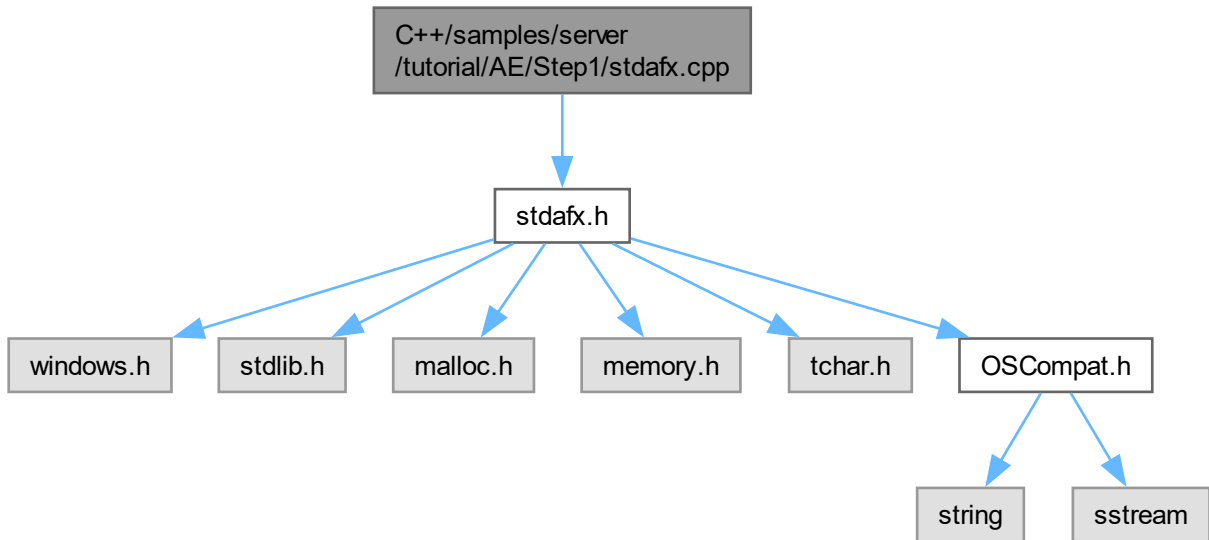 C++/samples/server
/tutorial/AE/Step1/stdafx.cpp
stdafx.h
windows.h
stdlib.h
malloc.h
memory.h
tchar.h
OSCompat.h
string
sstream